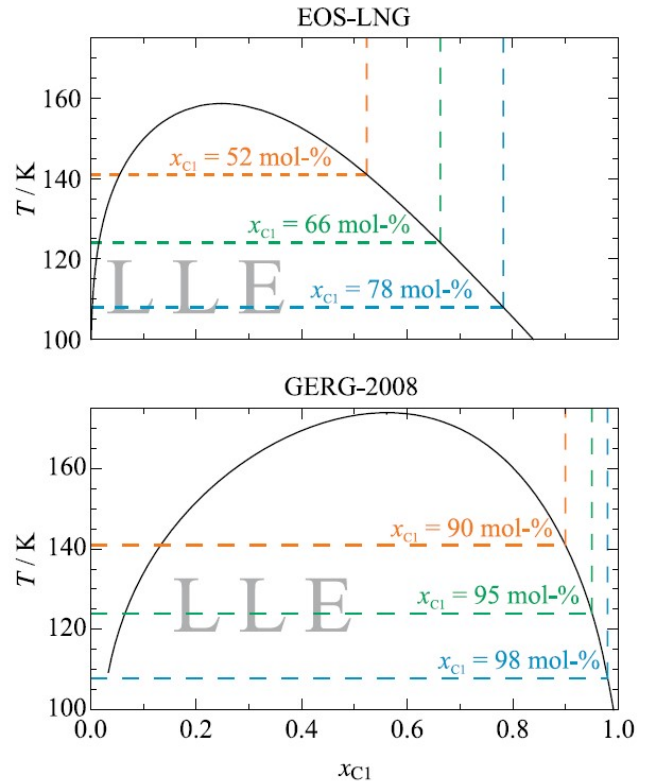 EOS-LNG
T / K
160
140
120
100
x_C1 = 52 mol-%
x_C1 = 66 mol-%
x_C1 = 78 mol-%
LLE
GERG-2008
T / K
160
140
120
100
x_C1 = 90 mol-%
x_C1 = 95 mol-%
x_C1 = 98 mol-%
LLE
0.0 0.2 0.4 0.6 0.8 1.0
x_C1